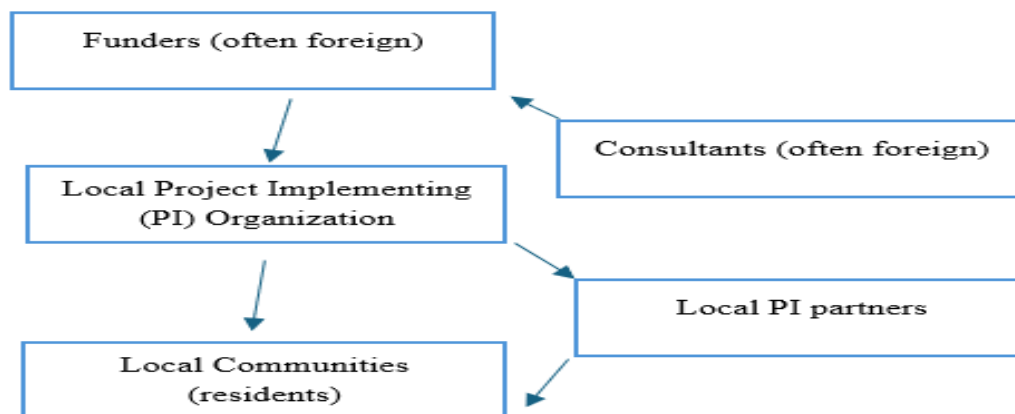 Funders (often foreign)
Consultants (often foreign)
Local Project Implementing
(PI) Organization
Local PI partners
Local Communities
(residents)